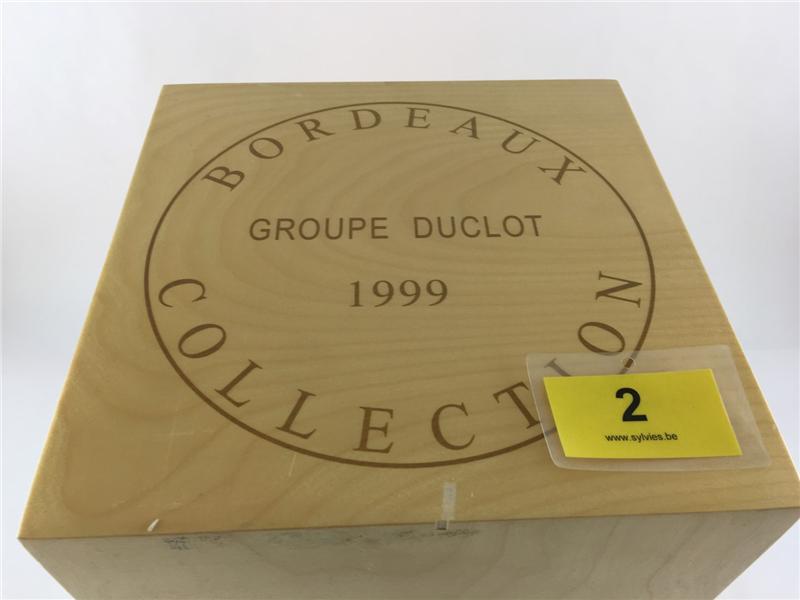 BORDEAUX
GROUPE DUCLOT
1999
COLLECTION
2
www.sylvies.be